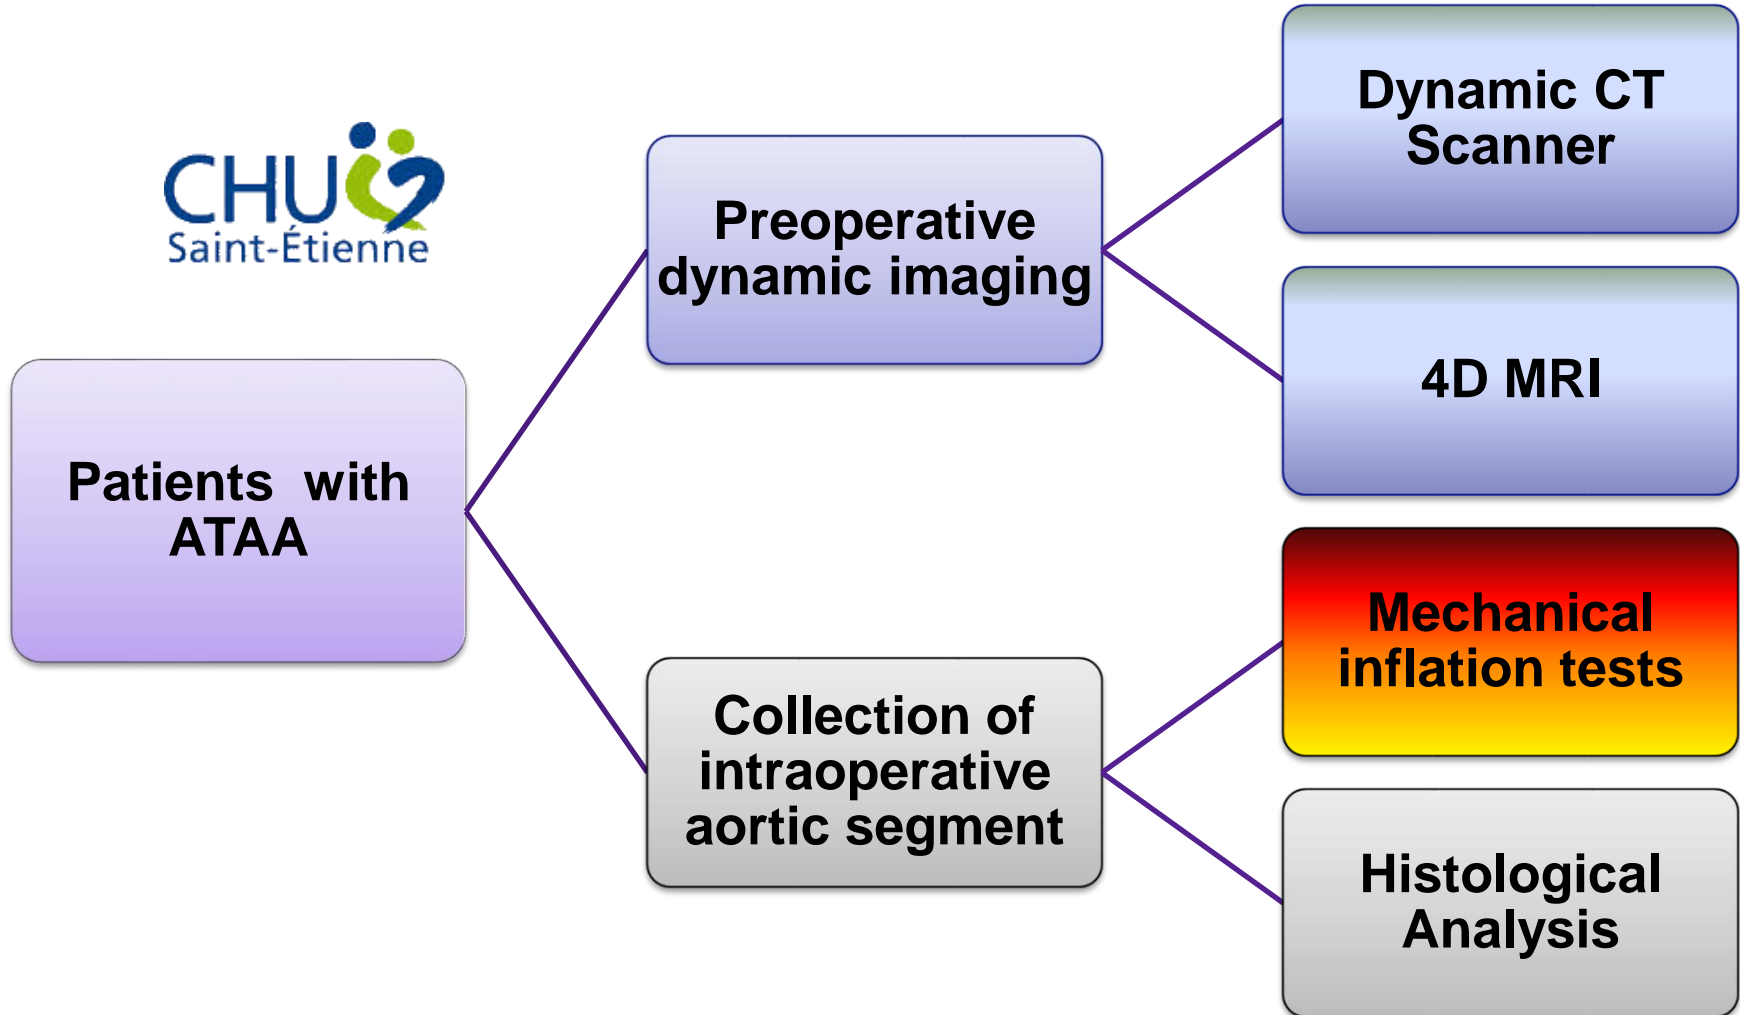 CHU
Saint-Étienne
Patients with
ATAA
Preoperative
dynamic imaging
Collection of
intraoperative
aortic segment
Dynamic CT
Scanner
4D MRI
Mechanical
inflation tests
Histological
Analysis